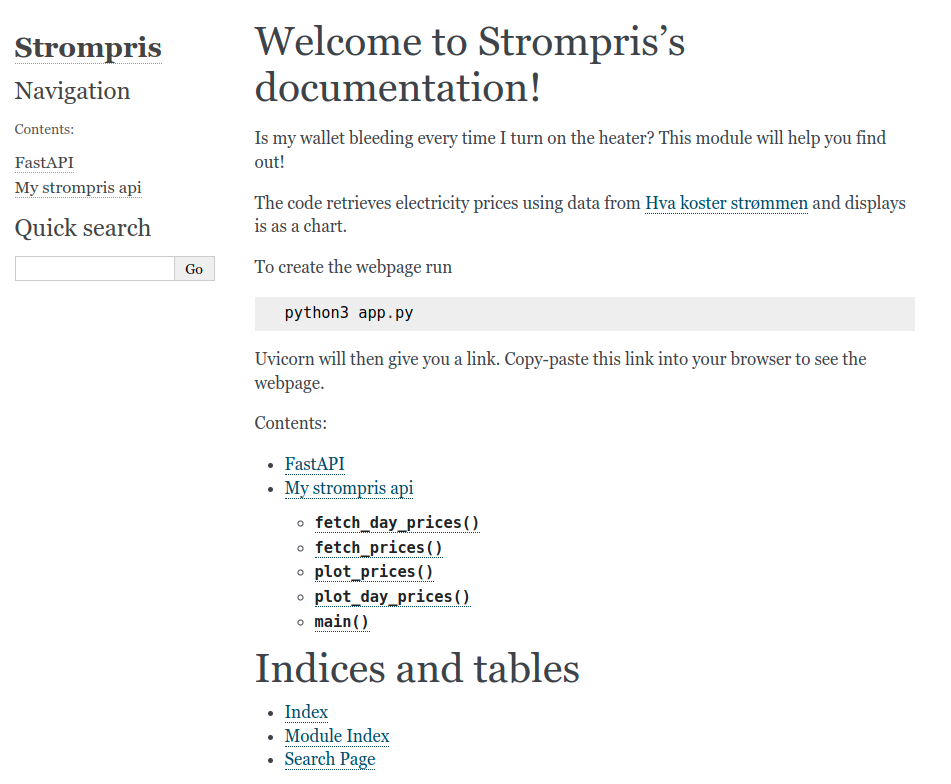 Strompris
Navigation
Contents:
FastAPI
My strompris api
Quick search
Go
Welcome to Strompris’s
documentation!
Is my wallet bleeding every time I turn on the heater? This module will help you find
out!
The code retrieves electricity prices using data from Hva koster strømmen and displays
is as a chart.
To create the webpage run
python3 app.py
Uvicorn will then give you a link. Copy-paste this link into your browser to see the
webpage.
Contents:
FastAPI
My strompris api
fetch_day_prices()
fetch_prices()
plot_prices()
plot_day_prices()
main()
Indices and tables
Index
Module Index
Search Page